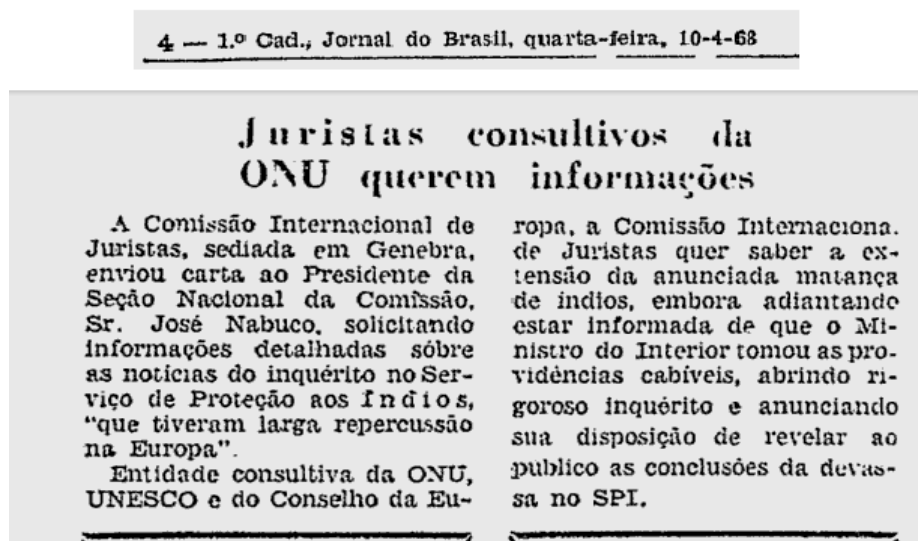 4 — 1.º Cad., Jornal do Brasil, quarta-feira, 10-4-68
Juristas consultivos da
ONU querem informações
A Comissão Internacional de
Juristas, sediada em Genebra,
enviou carta ao Presidente da
Seção Nacional da Comissão,
Sr. José Nabuco, solicitando
informações detalhadas sôbre
as notícias do inquérito no Ser-
viço de Proteção aos Índios,
"que tiveram larga repercussão
na Europa".
Entidade consultiva da ONU,
UNESCO e do Conselho da Eu-
ropa, a Comissão Internaciona.
de Juristas quer saber a ex-
tensão da anunciada matança
de índios, embora adiantando
estar informada de que o Mi-
nistro do Interior tomou as pro-
vidências cabíveis, abrindo ri-
goroso inquérito e anunciando
sua disposição de revelar ao
público as conclusões da devas-
sa no SPI.